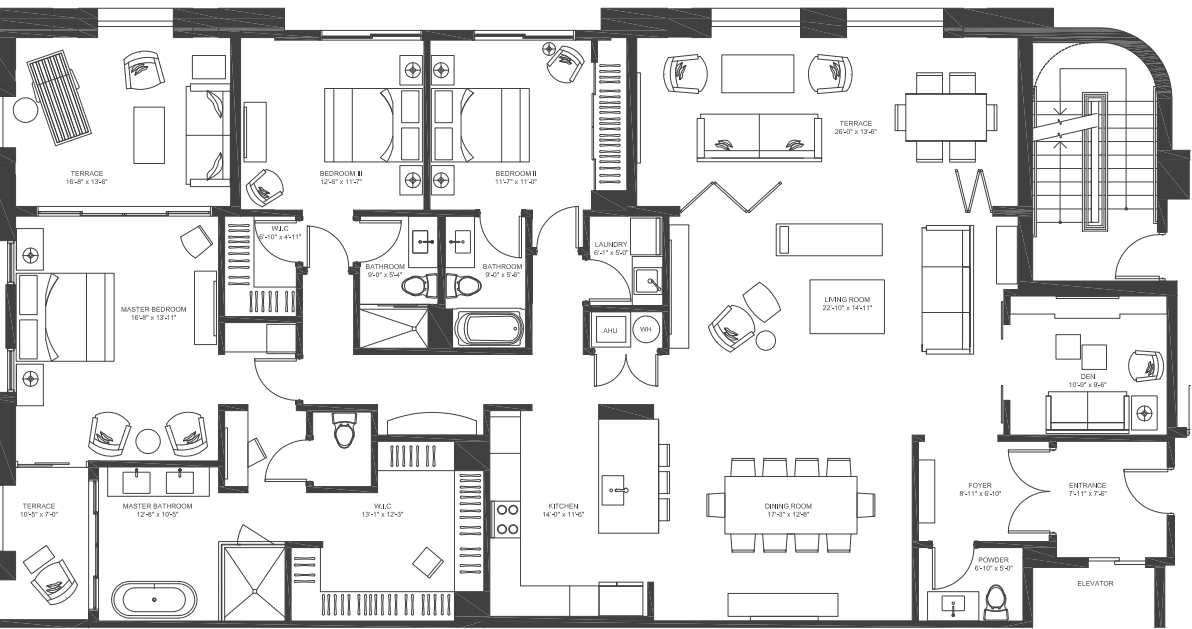 TERRACE
16'-8" x 13'-6"
BEDROOM III
12'-6" x 11'-7"
BEDROOM II
11'-7" x 11'-0"
TERRACE
26'-0" x 13'-6"
W.I.C
6'-10" x 4'-11"
BATHROOM
9'-0" x 5'-4"
BATHROOM
9'-0" x 5'-6"
LAUNDRY
6'-1" x 5'-0"
MASTER BEDROOM
16'-8" x 13'-11"
LIVING ROOM
22'-10" x 14'-11"
AHU
WH
DEN
10'-9" x 9'-6"
TERRACE
10'-5" x 7'-0"
MASTER BATHROOM
12'-8" x 10'-5"
W.I.C
13'-1" x 12'-3"
KITCHEN
14'-0" x 11'-6"
DINING ROOM
17'-3" x 12'-8"
FOYER
8'-11" x 6'-10"
ENTRANCE
7'-11" x 7'-6"
POWDER
6'-10" x 5'-0"
ELEVATOR